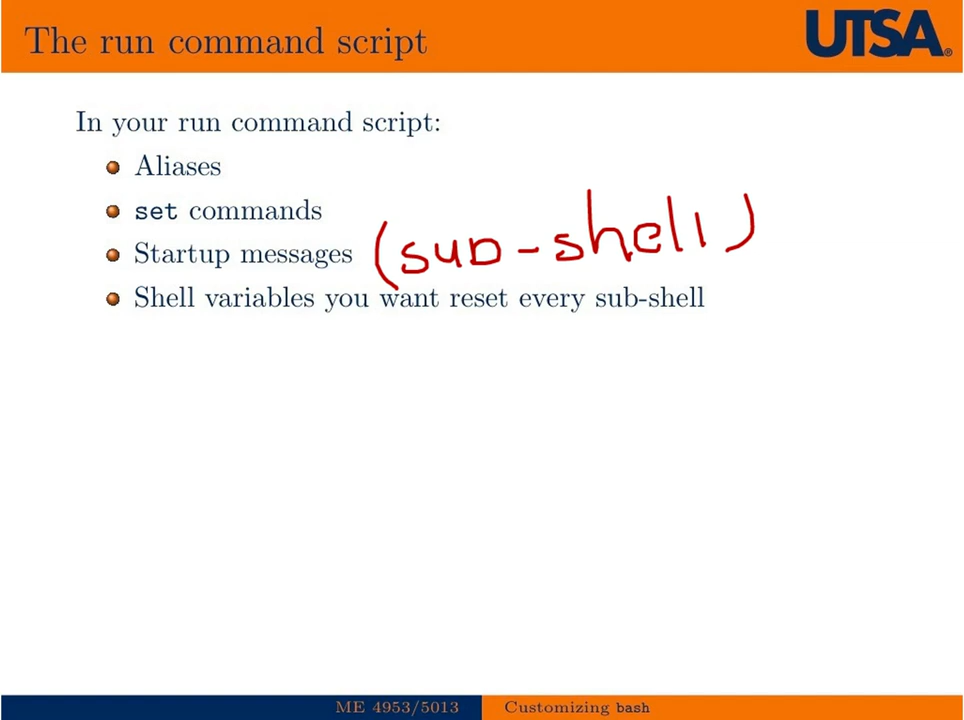 The run command script
UTSA®
In your run command script:
Aliases
set commands
Startup messages (sub-shell)
Shell variables you want reset every sub-shell
ME 4953/5013
Customizing bash